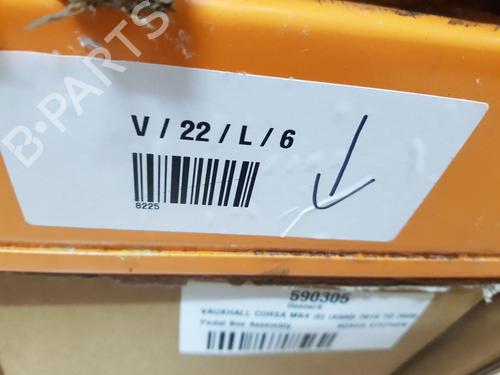 B-PARTS
V / 22 / L / 6
8225
590305
VAUXHALL CORSA MK4
Pedal Box Assembly